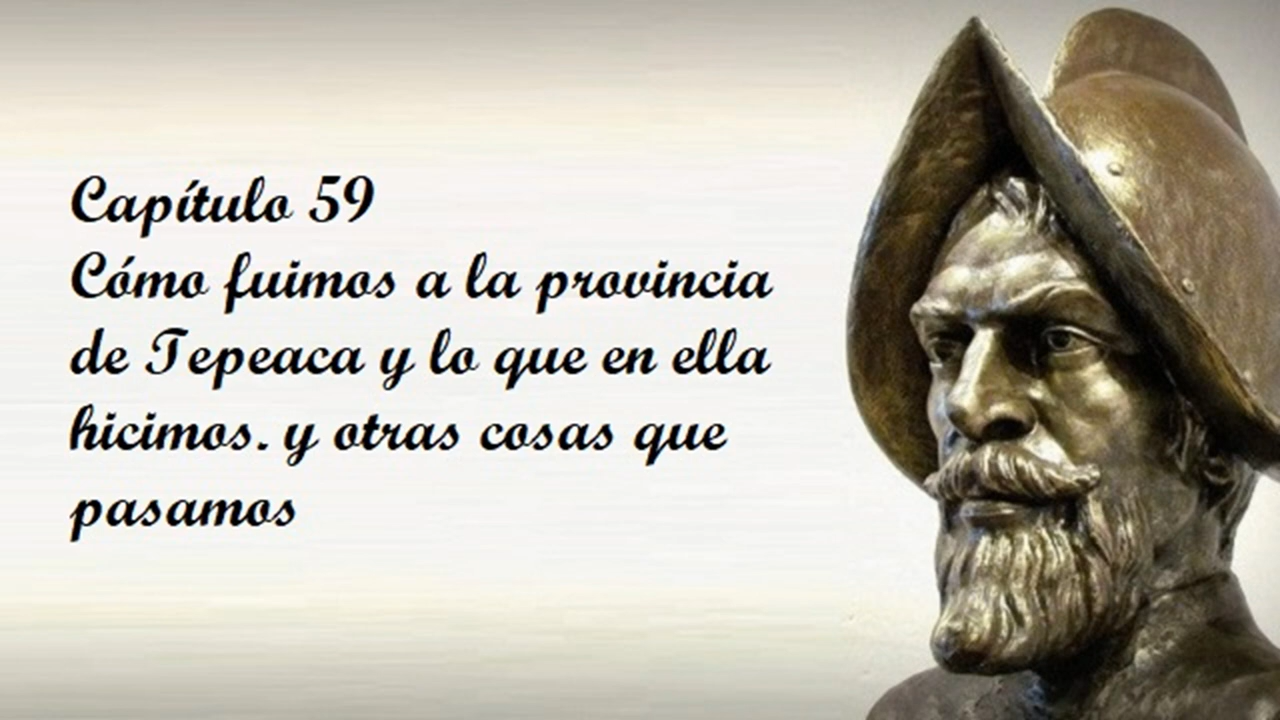 Capítulo 59
Cómo fuimos a la provincia
de Tepeaca y lo que en ella
hicimos. y otras cosas que
pasamos